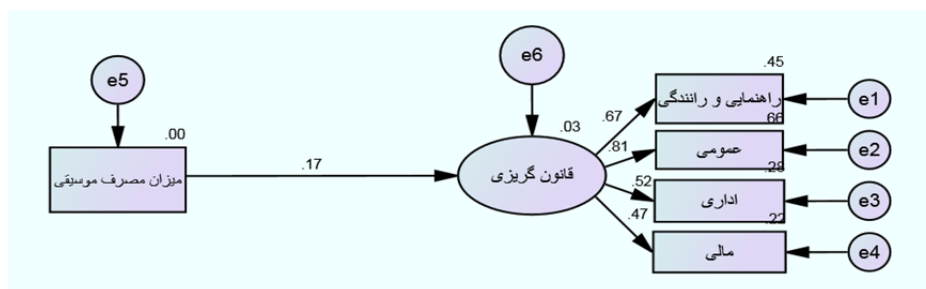 e5
.00
میزان مصرف موسیقی
.17
e6
.03
قانون گریزی
.67
.81
.52
.47
.45
راهنمایی و رانندگی
e1
.66
عمومی
e2
.28
اداری
e3
.22
مالی
e4